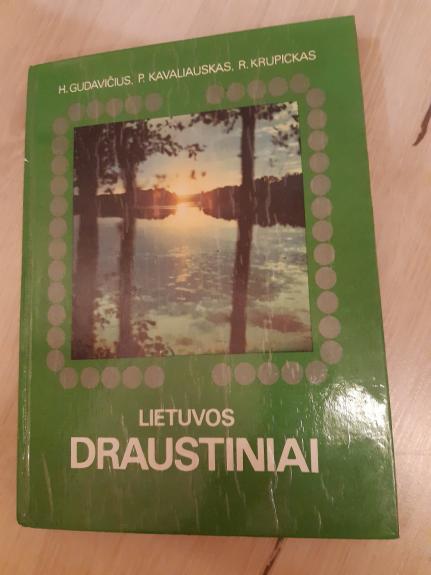 H. GUDAVIČIUS, P. KAVALIAUSKAS, R. KRUPICKAS
LIETUVOS
DRAUSTINIAI